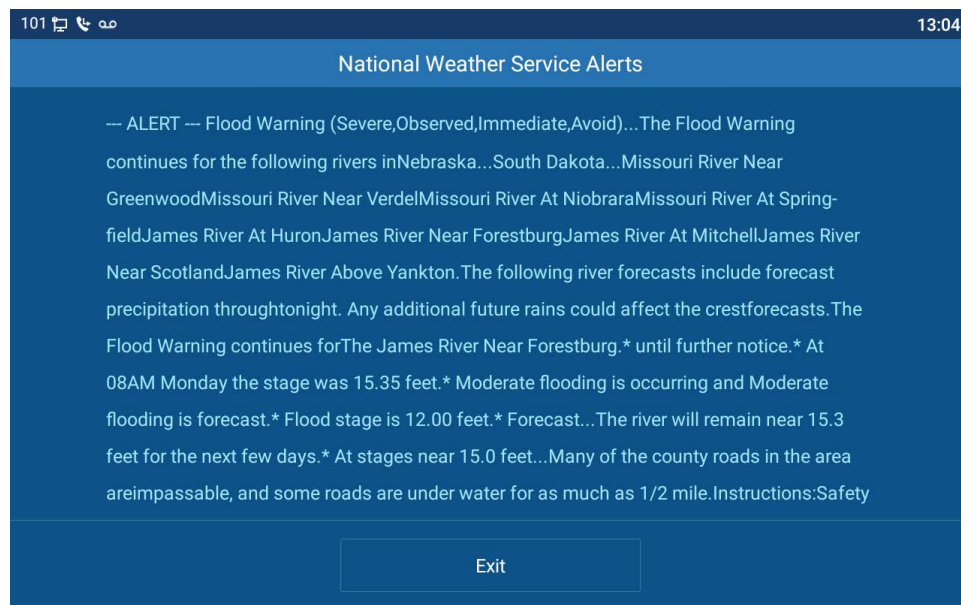 101
13:04
National Weather Service Alerts
--- ALERT --- Flood Warning (Severe,Observed,Immediate,Avoid)...The Flood Warning
continues for the following rivers inNebraska...South Dakota...Missouri River Near
GreenwoodMissouri River Near VerdelMissouri River At NiobraraMissouri River At Spring-
fieldJames River At HuronJames River Near ForestburgJames River At MitchellJames River
Near ScotlandJames River Above Yankton.The following river forecasts include forecast
precipitation throughtonight. Any additional future rains could affect the crestforecasts.The
Flood Warning continues forThe James River Near Forestburg.* until further notice.* At
08AM Monday the stage was 15.35 feet.* Moderate flooding is occurring and Moderate
flooding is forecast.* Flood stage is 12.00 feet.* Forecast...The river will remain near 15.3
feet for the next few days.* At stages near 15.0 feet...Many of the county roads in the area
areimpassable, and some roads are under water for as much as 1/2 mile.Instructions:Safety
Exit